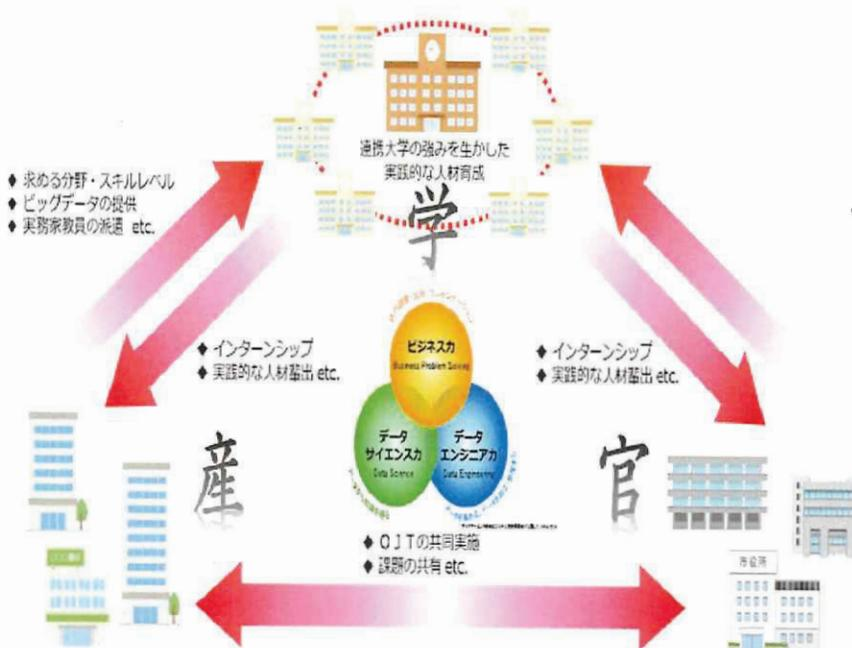 連携大学の強みを生かした
実践的な人材育成
学
◆ 求める分野・スキルレベル
◆ ビッグデータの提供
◆ 実務家教員の派遣 etc.
◆ インターンシップ
◆ 実践的な人材輩出 etc.
◆ インターンシップ
◆ 実践的な人材輩出 etc.
ビジネス力
Business Problem Solving
データ
サイエンス力
Data Science
データ
エンジニア力
Data Engineering
産
官
◆ OJTの共同実施
◆ 課題の共有 etc.
市役所